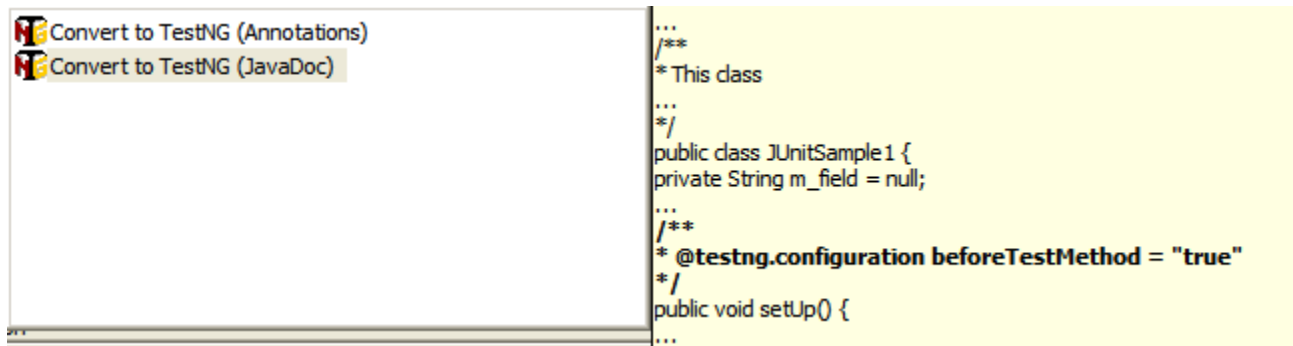 Convert to TestNG (Annotations)
Convert to TestNG (JavaDoc)
...
/**
* This class
...
*/
public class JUnitSample1 {
private String m_field = null;
...
/**
* @testng.configuration beforeTestMethod = "true"
*/
public void setUp() {
...